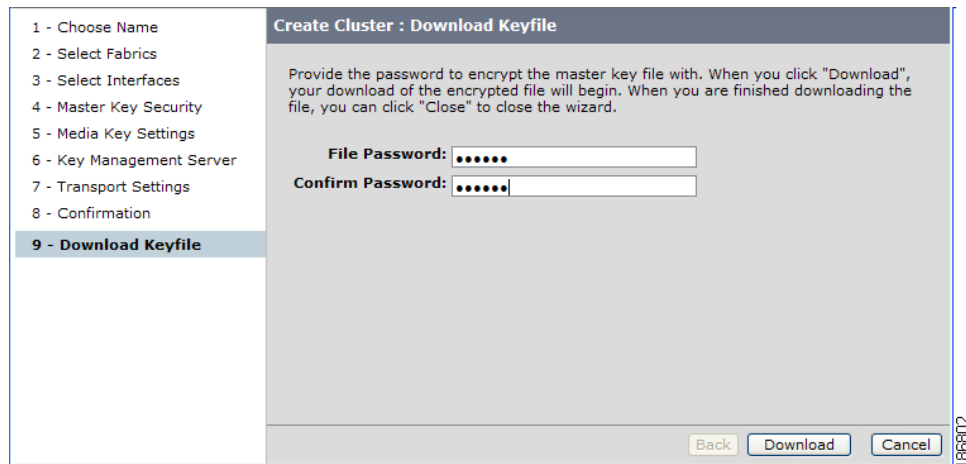 1 - Choose Name
2 - Select Fabrics
3 - Select Interfaces
4 - Master Key Security
5 - Media Key Settings
6 - Key Management Server
7 - Transport Settings
8 - Confirmation
9 - Download Keyfile
Create Cluster : Download Keyfile
Provide the password to encrypt the master key file with. When you click "Download",
your download of the encrypted file will begin. When you are finished downloading the
file, you can click "Close" to close the wizard.
File Password: ●●●●●●
Confirm Password: ●●●●●●
Back Download Cancel
186802